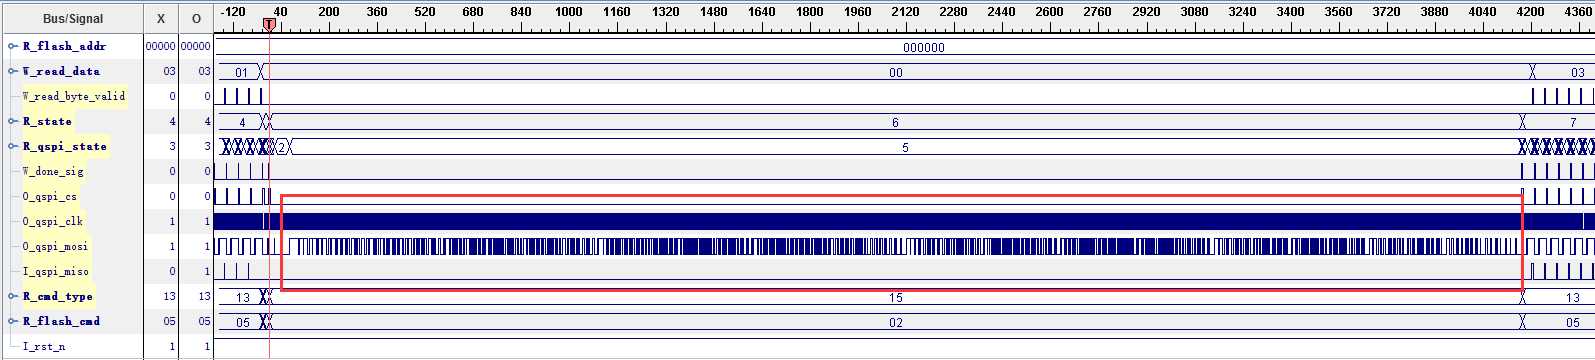 Bus/Signal X O -120 40 200 360 520 680 840 1000 1160 1320 1480 1640 1800 1960 2120 2280 2440 2600 2760 2920 3080 3240 3400 3560 3720 3880 4040 4200 4360
T
R_flash_addr 00000 00000 000000
W_read_data 03 03 01 00 03
W_read_byte_valid 0 0
R_state 4 4 4 6 7
R_qspi_state 3 3 2 5
W_done_sig 0 0
O_qspi_cs 0 0
O_qspi_clk 1 1
O_qspi_mosi 1 1
I_qspi_miso 0 1
R_cmd_type 13 13 13 15 13
R_flash_cmd 05 05 05 02 05
I_rst_n 1 1